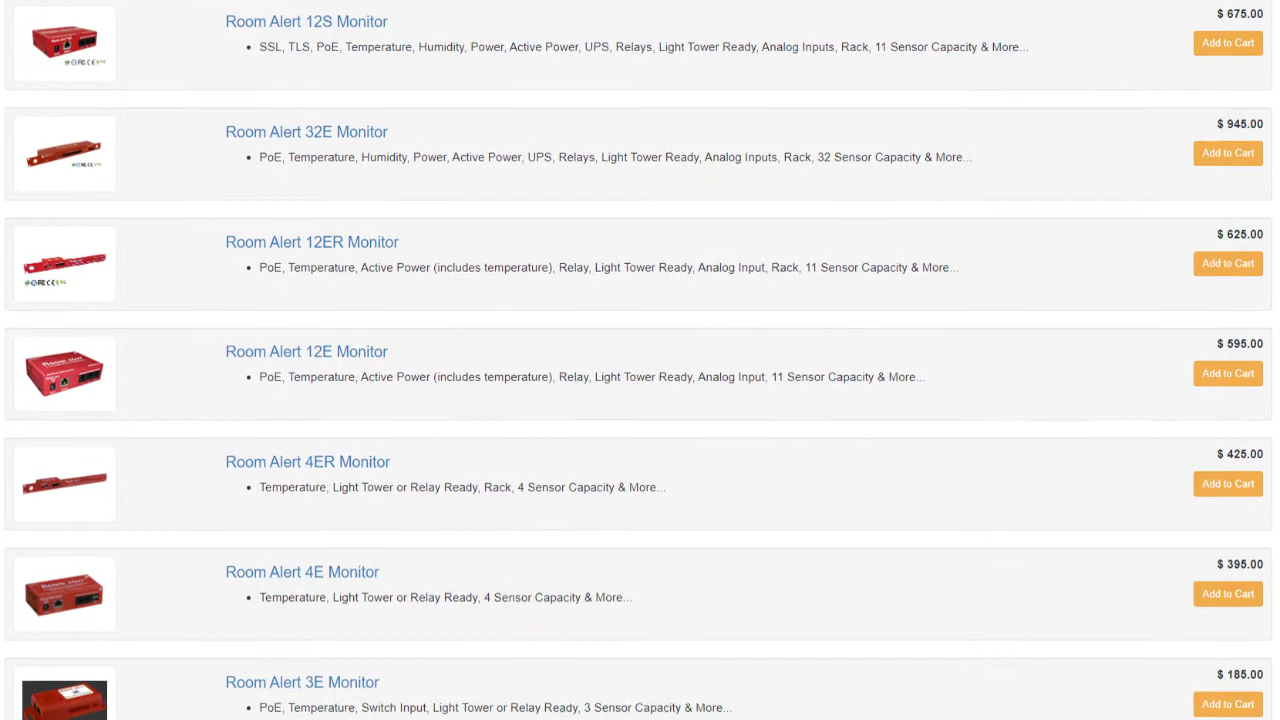 Room Alert 12S Monitor
$ 675.00
SSL, TLS, PoE, Temperature, Humidity, Power, Active Power, UPS, Relays, Light Tower Ready, Analog Inputs, Rack, 11 Sensor Capacity & More...
Add to Cart
Room Alert 32E Monitor
$ 945.00
PoE, Temperature, Humidity, Power, Active Power, UPS, Relays, Light Tower Ready, Analog Inputs, Rack, 32 Sensor Capacity & More...
Add to Cart
Room Alert 12ER Monitor
$ 625.00
PoE, Temperature, Active Power (includes temperature), Relay, Light Tower Ready, Analog Input, Rack, 11 Sensor Capacity & More...
Add to Cart
Room Alert 12E Monitor
$ 595.00
PoE, Temperature, Active Power (includes temperature), Relay, Light Tower Ready, Analog Input, 11 Sensor Capacity & More...
Add to Cart
Room Alert 4ER Monitor
$ 425.00
Temperature, Light Tower or Relay Ready, Rack, 4 Sensor Capacity & More...
Add to Cart
Room Alert 4E Monitor
$ 395.00
Temperature, Light Tower or Relay Ready, 4 Sensor Capacity & More...
Add to Cart
Room Alert 3E Monitor
$ 185.00
PoE, Temperature, Switch Input, Light Tower or Relay Ready, 3 Sensor Capacity & More...
Add to Cart